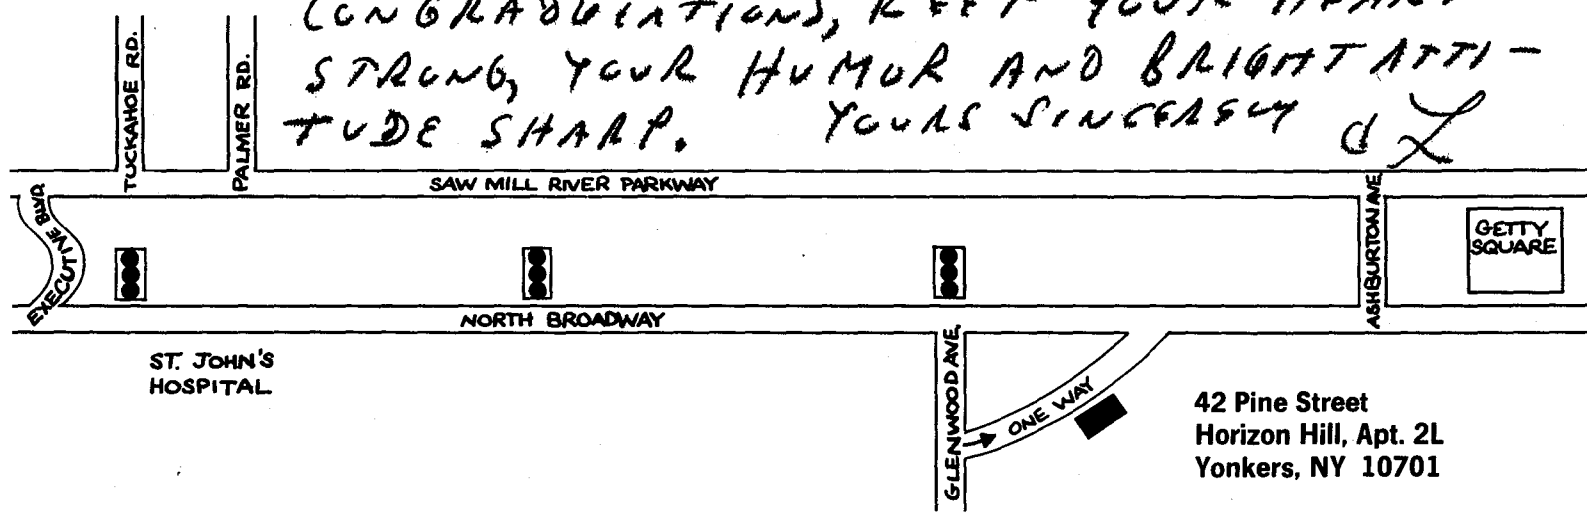 CONGRADULATIONS, KEEP YOUR HEART
STRONG, YOUR HUMOR AND BRIGHT ATTI-
TUDE SHARP. YOURS SINCERELY
TUCKAHOE RD.
PALMER RD.
SAW MILL RIVER PARKWAY
EXECUTIVE BLVD.
ASHBURTON AVE.
GETTY
SQUARE
NORTH BROADWAY
ST. JOHN'S
HOSPITAL
GLENWOOD AVE.
ONE WAY
42 Pine Street
Horizon Hill, Apt. 2L
Yonkers, NY 10701